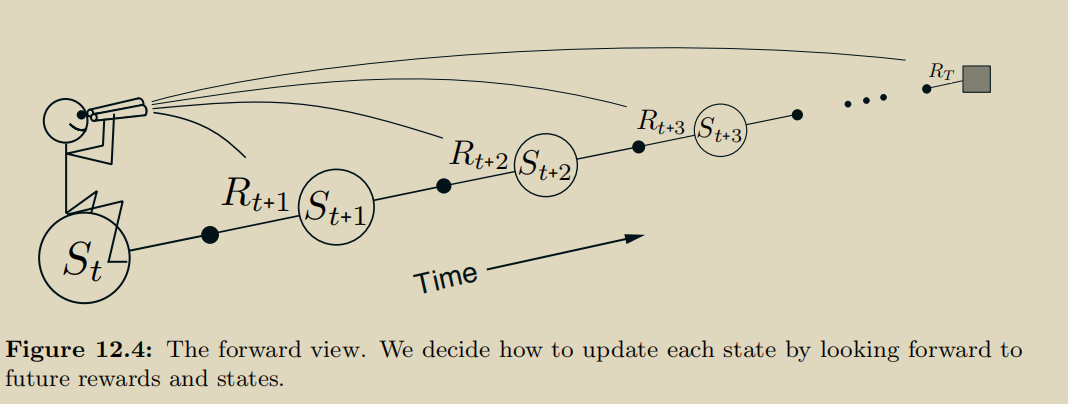 R_T
R_{t+3} S_{t+3}
R_{t+2} S_{t+2}
R_{t+1} S_{t+1}
S_t
Time
Figure 12.4: The forward view. We decide how to update each state by looking forward to
future rewards and states.